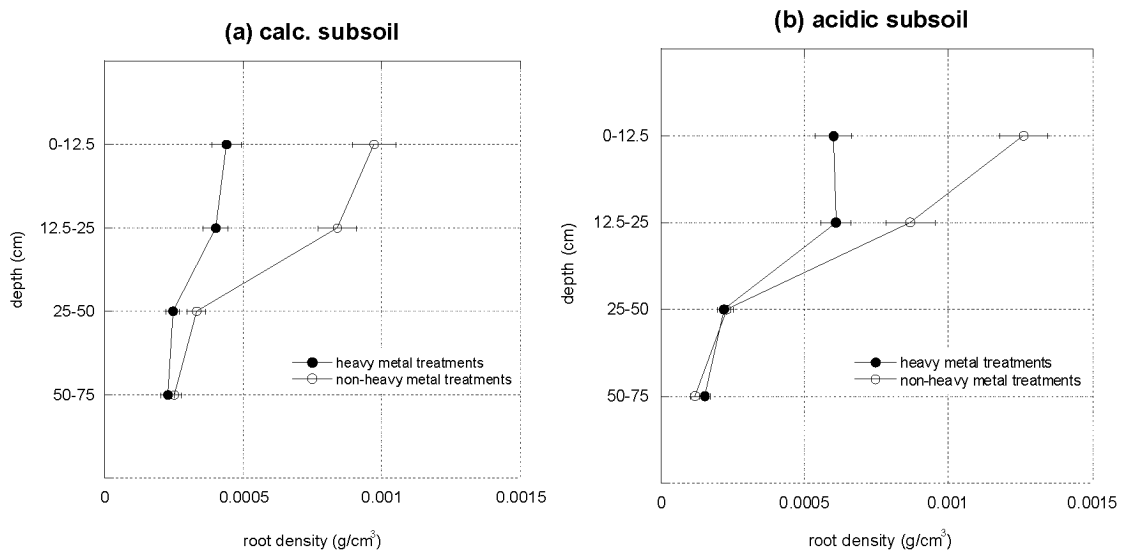 (a) calc. subsoil
0-12.5
12.5-25
25-50
50-75
depth (cm)
heavy metal treatments
non-heavy metal treatments
0
0.0005
0.001
0.0015
root density (g/cm³)
(b) acidic subsoil
0-12.5
12.5-25
25-50
50-75
depth (cm)
heavy metal treatments
non-heavy metal treatments
0
0.0005
0.001
0.0015
root density (g/cm³)